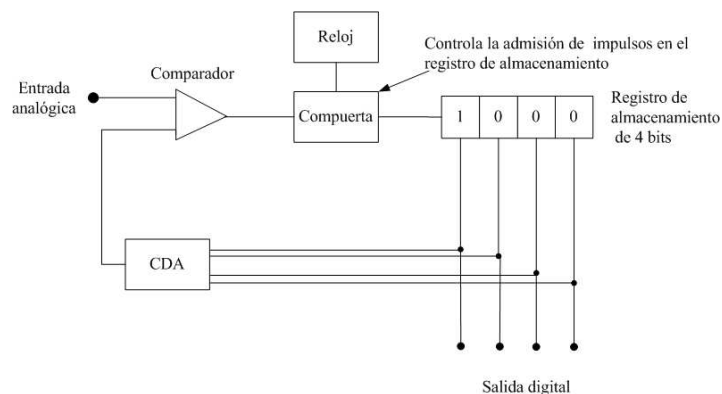 Reloj
Controla la admisión de impulsos en el
registro de almacenamiento
Comparador
Entrada
analógica
Compuerta
1 0 0 0
Registro de
almacenamiento
de 4 bits
CDA
Salida digital